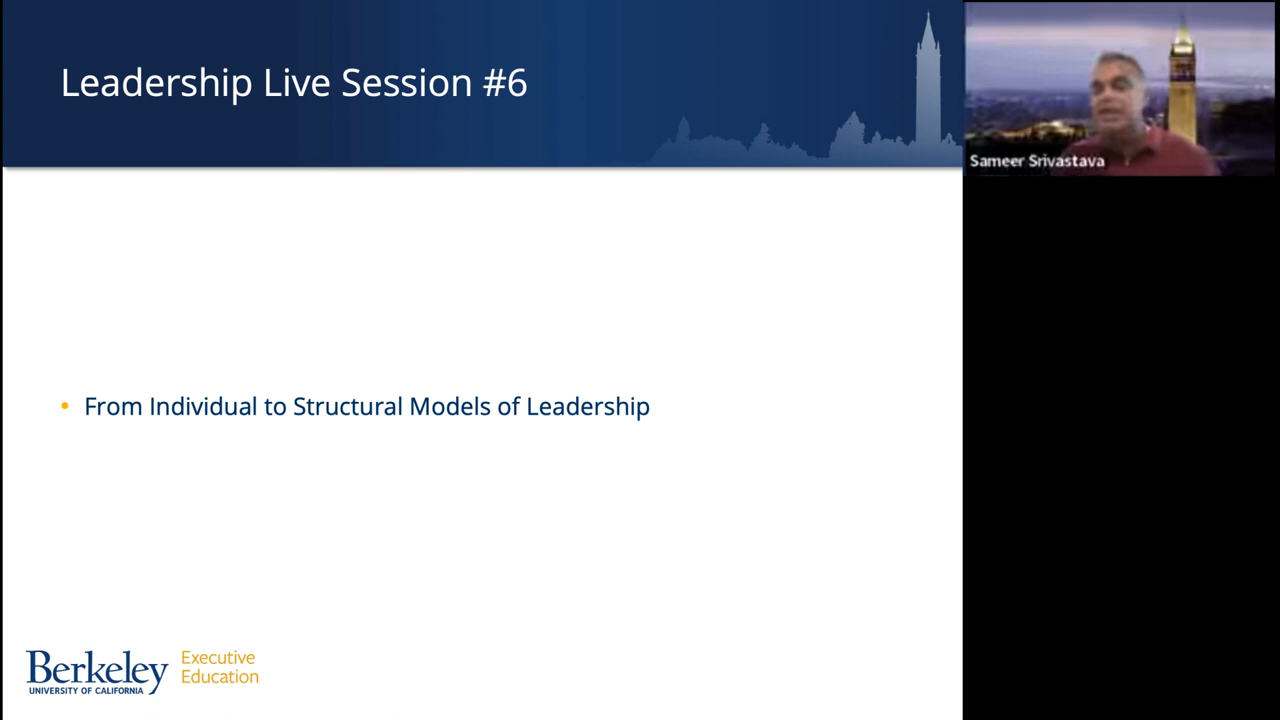 Leadership Live Session #6
Sameer Srivastava
• From Individual to Structural Models of Leadership
Berkeley
UNIVERSITY OF CALIFORNIA
Executive
Education